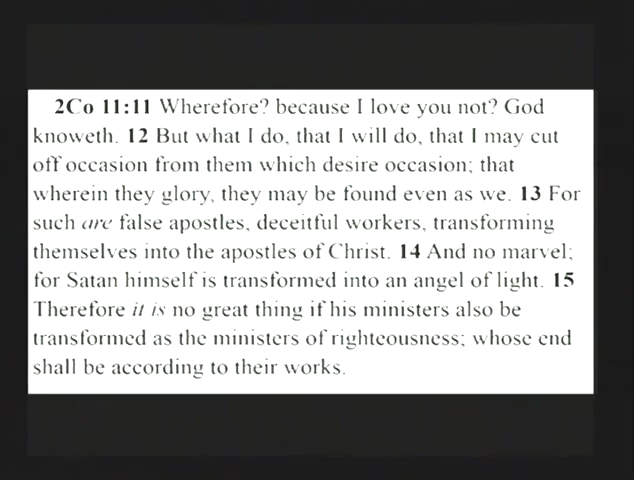 2Co 11:11 Wherefore? because I love you not? God
knoweth. 12 But what I do, that I will do, that I may cut
off occasion from them which desire occasion; that
wherein they glory, they may be found even as we. 13 For
such are false apostles, deceitful workers, transforming
themselves into the apostles of Christ. 14 And no marvel;
for Satan himself is transformed into an angel of light. 15
Therefore it is no great thing if his ministers also be
transformed as the ministers of righteousness; whose end
shall be according to their works.